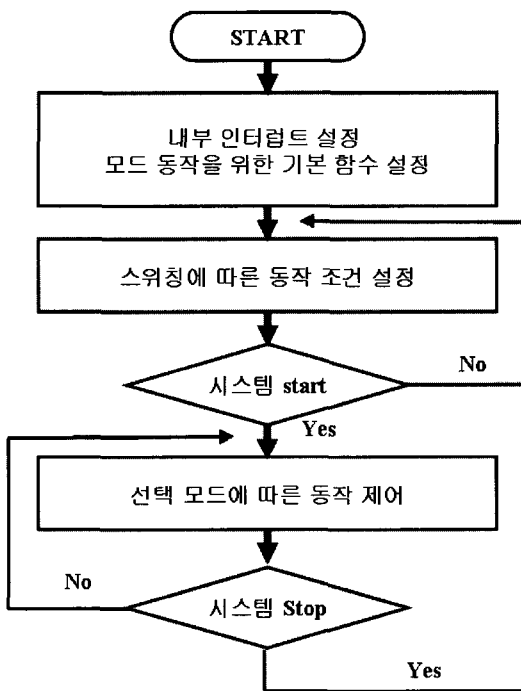 START
내부 인터럽트 설정
모드 동작을 위한 기본 함수 설정
스위칭에 따른 동작 조건 설정
시스템 start
No
Yes
선택 모드에 따른 동작 제어
No
시스템 Stop
Yes